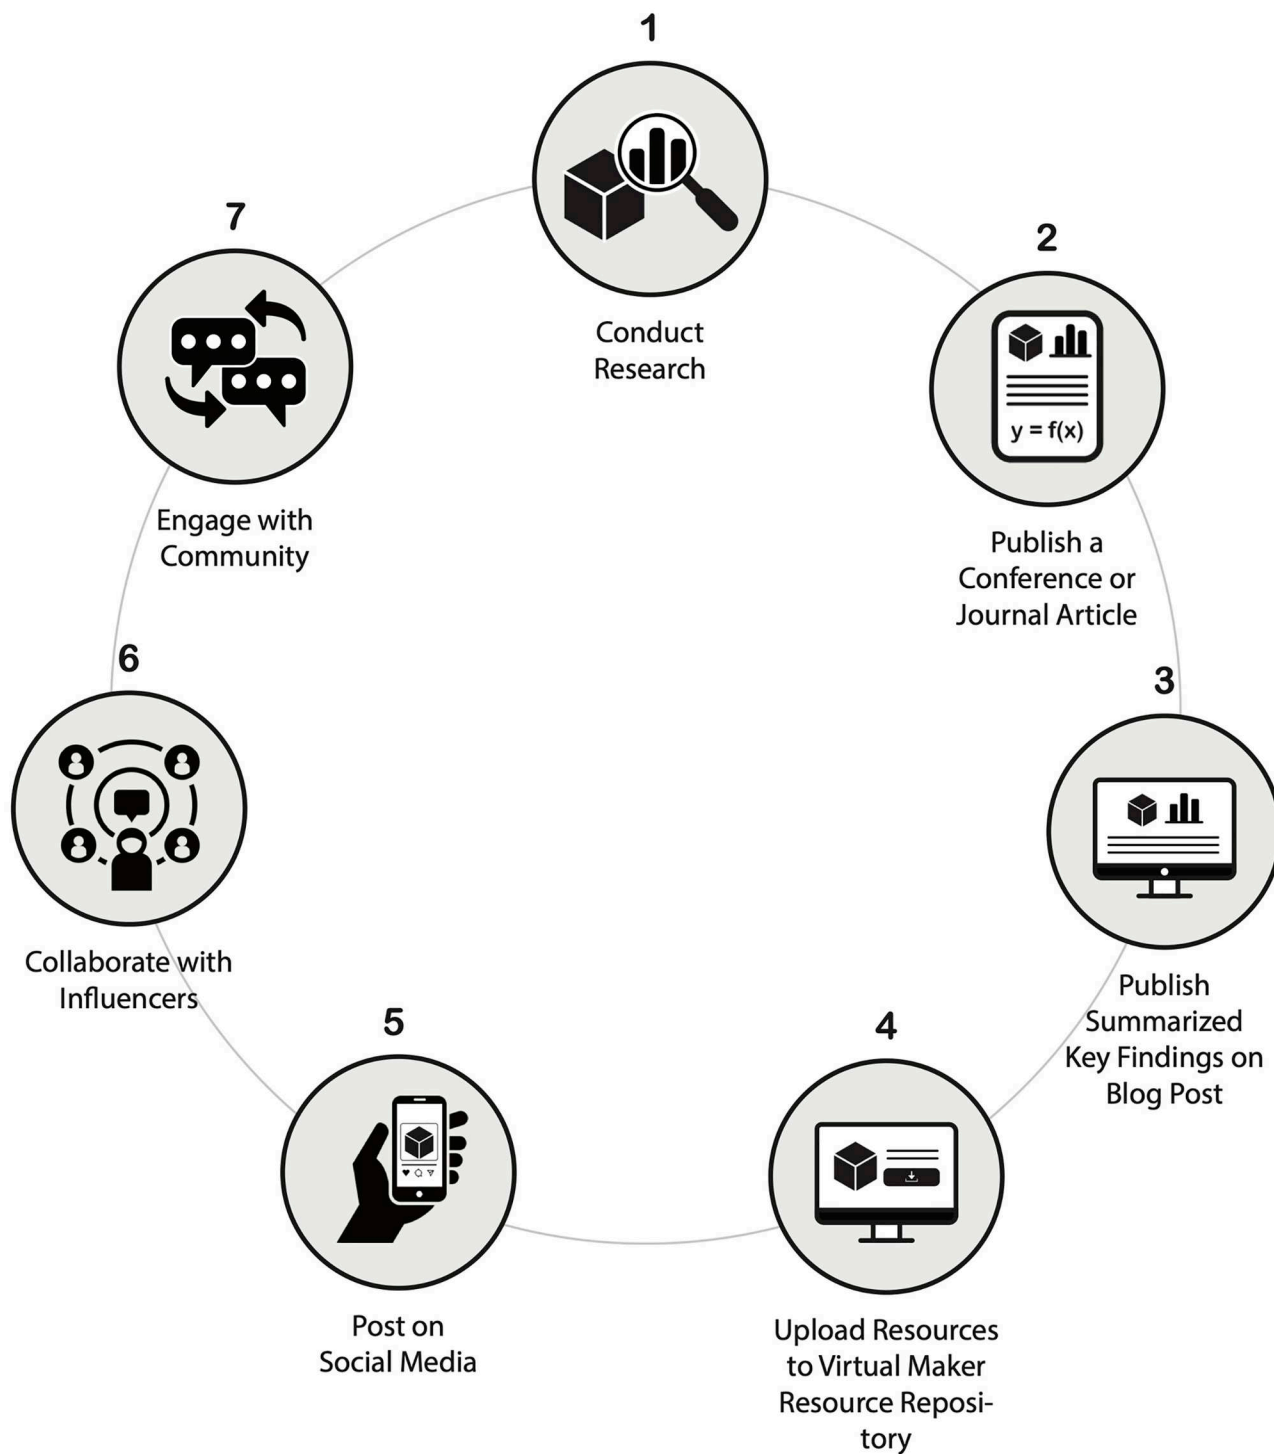 1
Conduct
Research
2
y = f(x)
Publish a
Conference or
Journal Article
3
Publish
Summarized
Key Findings on
Blog Post
4
Upload Resources
to Virtual Maker
Resource Reposi-
tory
5
Post on
Social Media
6
Collaborate with
Influencers
7
Engage with
Community